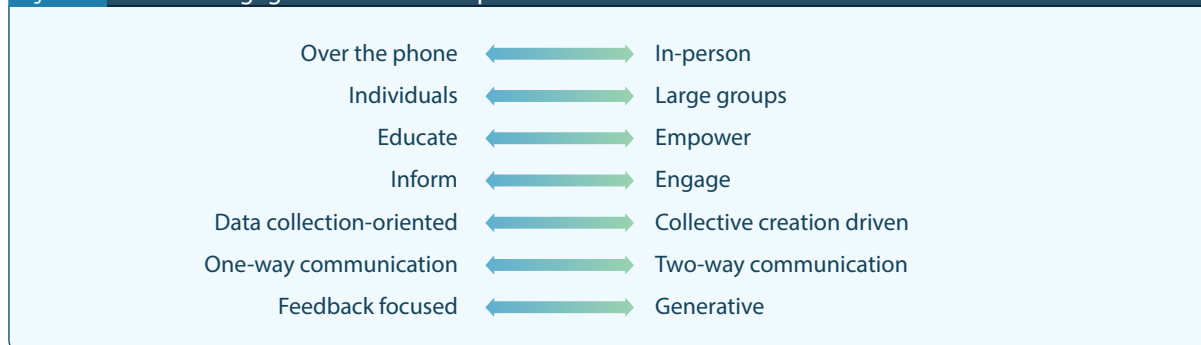 Over the phone In-person
Individuals Large groups
Educate Empower
Inform Engage
Data collection-oriented Collective creation driven
One-way communication Two-way communication
Feedback focused Generative